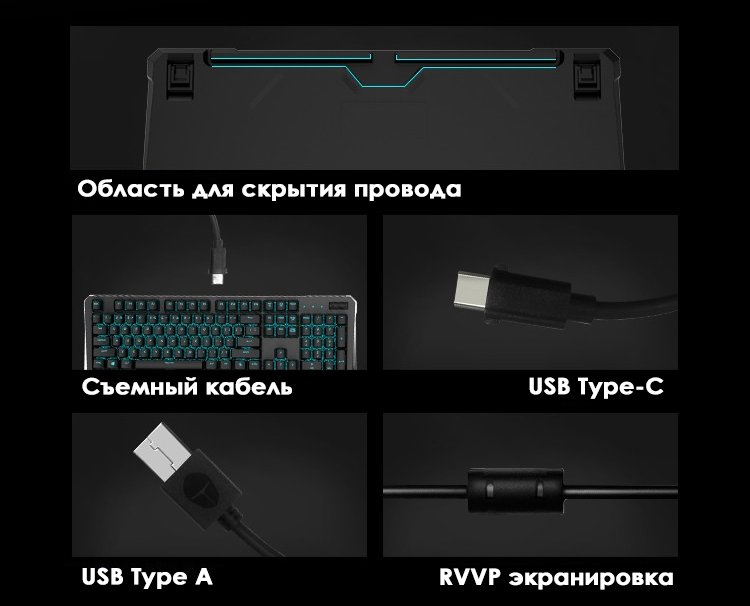 Область для скрытия провода
Съемный кабель
USB Type-C
USB Type A
RVVP экранировка